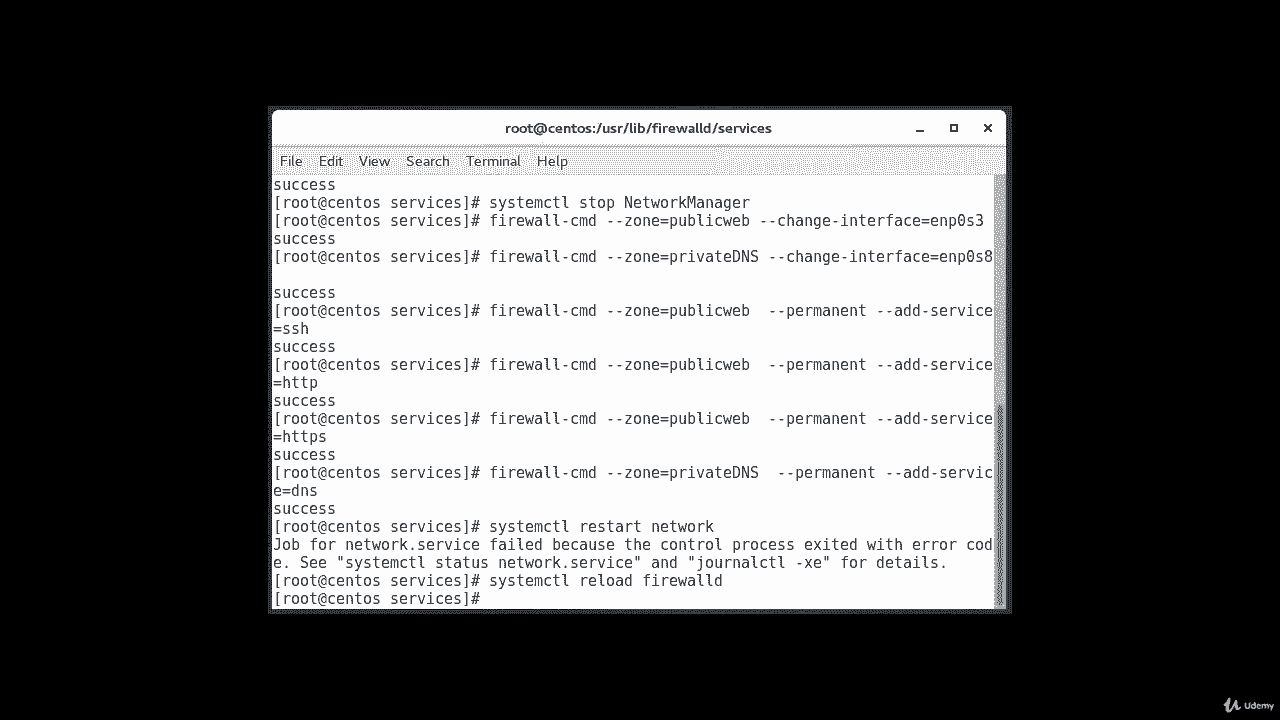 root@centos:/usr/lib/firewalld/services
File Edit View Search Terminal Help
success
[root@centos services]# systemctl stop NetworkManager
[root@centos services]# firewall-cmd --zone=publicweb --change-interface=enp0s3
success
[root@centos services]# firewall-cmd --zone=privateDNS --change-interface=enp0s8
success
[root@centos services]# firewall-cmd --zone=publicweb  --permanent --add-service
=ssh
success
[root@centos services]# firewall-cmd --zone=publicweb  --permanent --add-service
=http
success
[root@centos services]# firewall-cmd --zone=publicweb  --permanent --add-service
=https
success
[root@centos services]# firewall-cmd --zone=privateDNS  --permanent --add-servic
e=dns
success
[root@centos services]# systemctl restart network
Job for network.service failed because the control process exited with error cod
e. See "systemctl status network.service" and "journalctl -xe" for details.
[root@centos services]# systemctl reload firewalld
[root@centos services]#
Udemy